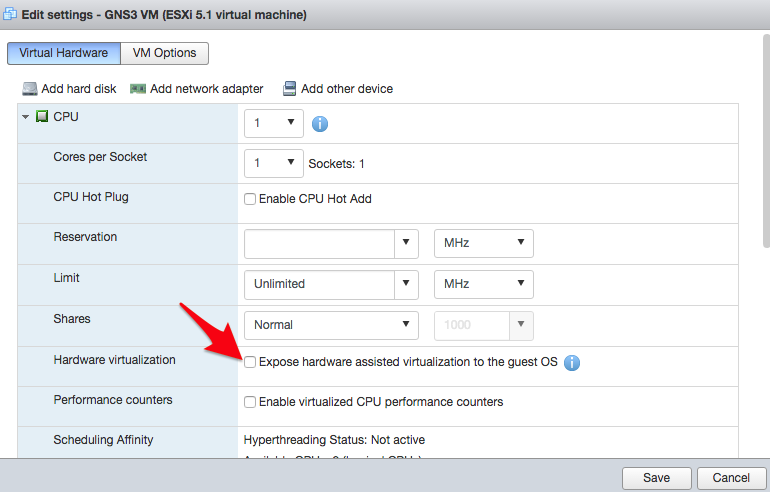 Edit settings - GNS3 VM (ESXi 5.1 virtual machine)
Virtual Hardware VM Options
Add hard disk Add network adapter Add other device
CPU 1
Cores per Socket 1 Sockets: 1
CPU Hot Plug Enable CPU Hot Add
Reservation MHz
Limit Unlimited MHz
Shares Normal 1000
Hardware virtualization Expose hardware assisted virtualization to the guest OS
Performance counters Enable virtualized CPU performance counters
Scheduling Affinity Hyperthreading Status: Not active
Save Cancel